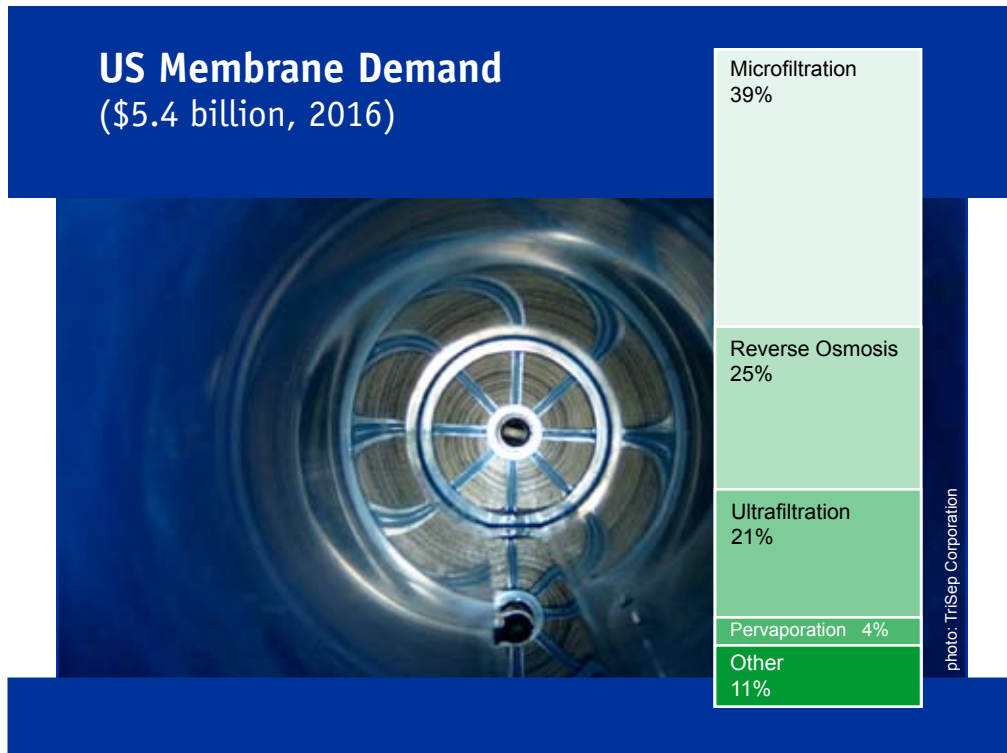 US Membrane Demand
($5.4 billion, 2016)
Microfiltration
39%
Reverse Osmosis
25%
Ultrafiltration
21%
Pervaporation 4%
Other
11%
photo: TriSep Corporation